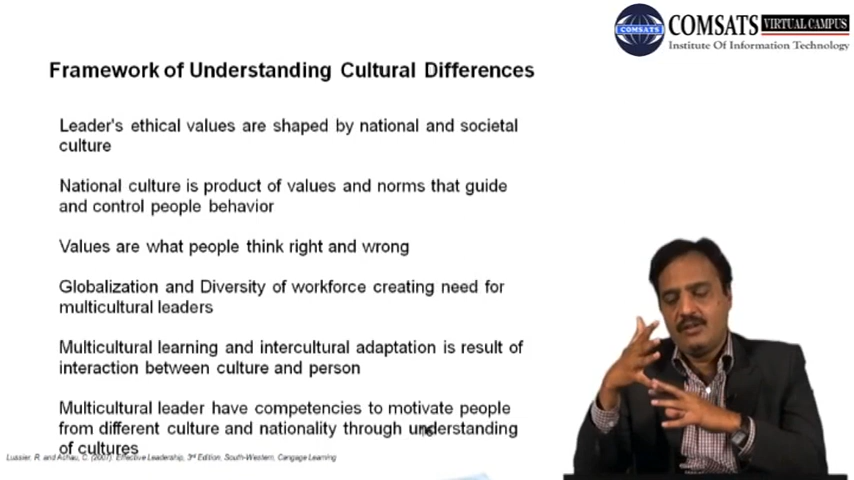 COMSATS
COMSATS VIRTUAL CAMPUS
Institute Of Information Technology
Framework of Understanding Cultural Differences
Leader's ethical values are shaped by national and societal
culture
National culture is product of values and norms that guide
and control people behavior
Values are what people think right and wrong
Globalization and Diversity of workforce creating need for
multicultural leaders
Multicultural learning and intercultural adaptation is result of
interaction between culture and person
Multicultural leader have competencies to motivate people
from different culture and nationality through understanding
of cultures
16
Lussier, R. and Achau, C. (2007). Effective Leadership, 3rd Edition, South-Western, Cengage Learning